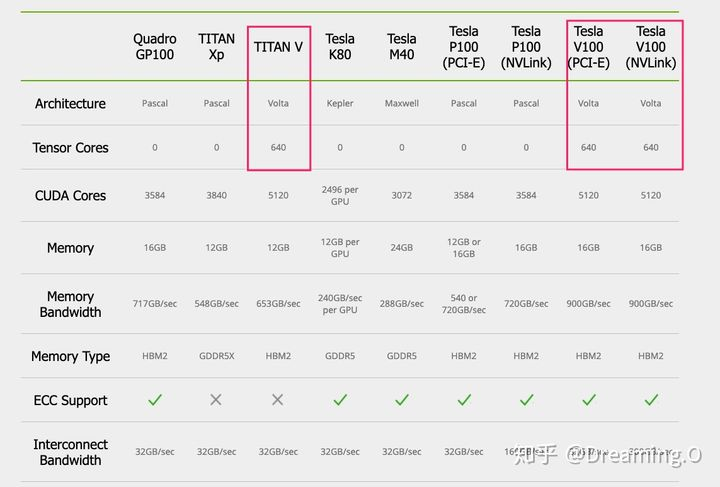 Quadro GP100 TITAN Xp TITAN V Tesla K80 Tesla M40 Tesla P100 (PCI-E) Tesla P100 (NVLink) Tesla V100 (PCI-E) Tesla V100 (NVLink)
Architecture Pascal Pascal Volta Kepler Maxwell Pascal Pascal Volta Volta
Tensor Cores 0 0 640 0 0 0 0 640 640
CUDA Cores 3584 3840 5120 2496 per GPU 3072 3584 3584 5120 5120
Memory 16GB 12GB 12GB 12GB per GPU 24GB 12GB or 16GB 16GB 16GB 16GB
Memory Bandwidth 717GB/sec 548GB/sec 653GB/sec 240GB/sec per GPU 288GB/sec 540 or 720GB/sec 720GB/sec 900GB/sec 900GB/sec
Memory Type HBM2 GDDR5X HBM2 GDDR5 GDDR5 HBM2 HBM2 HBM2 HBM2
ECC Support ✓ ✕ ✕ ✓ ✓ ✓ ✓ ✓ ✓
Interconnect Bandwidth 32GB/sec 32GB/sec 32GB/sec 32GB/sec 32GB/sec 32GB/sec
知乎 @Dreaming.O